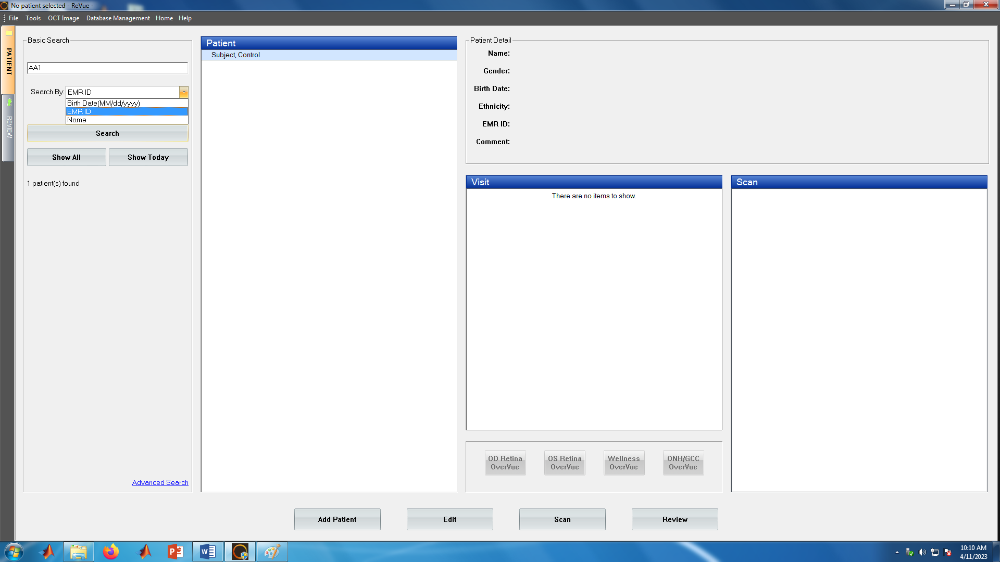 No patient selected - ReVue -
File Tools OCT Image Database Management Home Help
PATIENT
REVIEW
Basic Search
AA1
Search By: EMR ID
Birth Date(MM/dd/yyyy)
EMR ID
Name
Search
Show All Show Today
1 patient(s) found
Advanced Search
Patient
Subject, Control
Patient Detail
Name:
Gender:
Birth Date:
Ethnicity:
EMR ID:
Comment:
Visit
There are no items to show.
Scan
OD Retina OverVue
OS Retina OverVue
Wellness OverVue
ONH/GCC OverVue
Add Patient Edit Scan Review
10:10 AM
4/11/2023